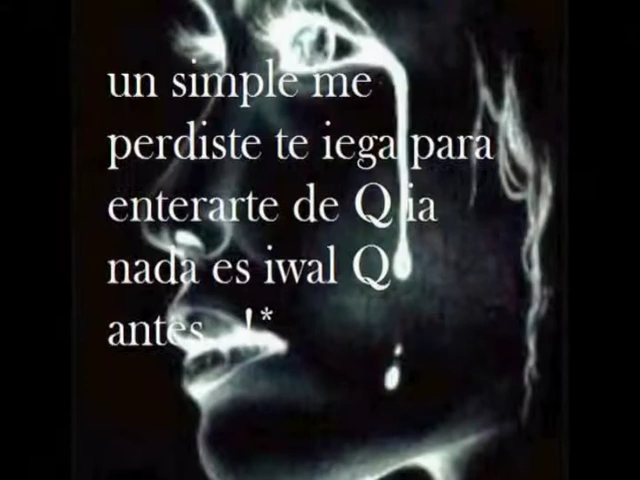 un simple me
perdiste te iega para
enterarte de Q ia
nada es iwal Q
antes...!*